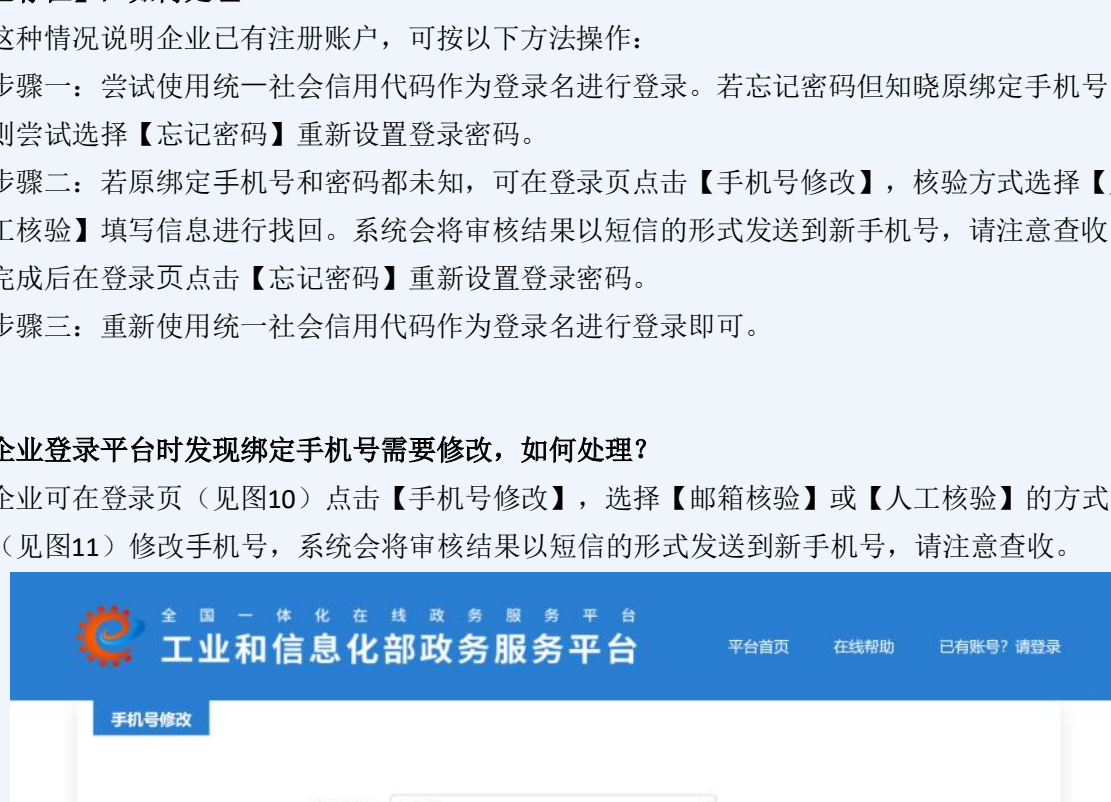 这种情况说明企业已有注册账户，可按以下方法操作：
步骤一：尝试使用统一社会信用代码作为登录名进行登录。若忘记密码但知晓原绑定手机号
则尝试选择【忘记密码】重新设置登录密码。
步骤二：若原绑定手机号和密码都未知，可在登录页点击【手机号修改】，核验方式选择【
工核验】填写信息进行找回。系统会将审核结果以短信的形式发送到新手机号，请注意查收
完成后在登录页点击【忘记密码】重新设置登录密码。
步骤三：重新使用统一社会信用代码作为登录名进行登录即可。
企业登录平台时发现绑定手机号需要修改，如何处理？
企业可在登录页（见图10）点击【手机号修改】，选择【邮箱核验】或【人工核验】的方式
（见图11）修改手机号，系统会将审核结果以短信的形式发送到新手机号，请注意查收。
全国一体化在线政务服务平台
工业和信息化部政务服务平台
平台首页 在线帮助 已有账号？请登录
手机号修改